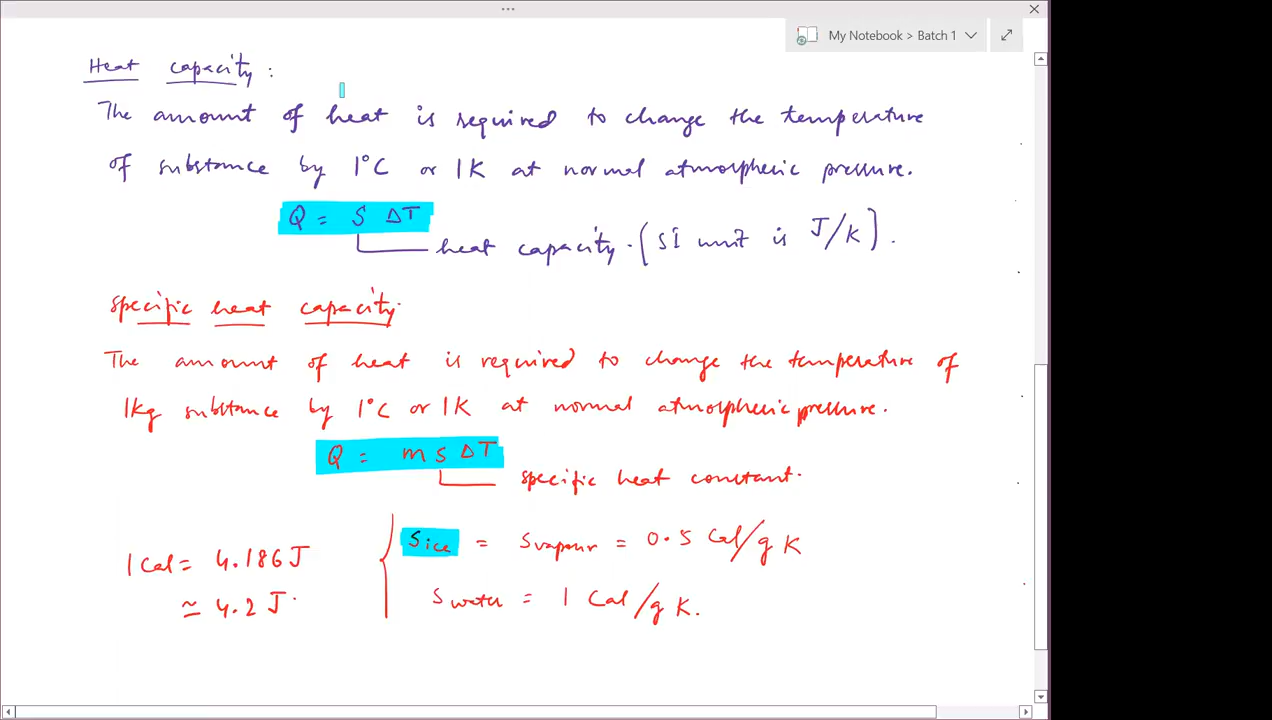 My Notebook > Batch 1
Heat capacity :
The amount of heat is required to change the temperature
of substance by 1°C or 1K at normal atmospheric pressure.
Q = S ΔT
heat capacity. (SI unit is J/K).
specific heat capacity.
The amount of heat is required to change the temperature of
1kg substance by 1°C or 1K at normal atmospheric pressure.
Q = m s ΔT
specific heat constant.
1 Cal = 4.186 J
≃ 4.2 J.
Sice = Svapour = 0.5 Cal/g K
Swater = 1 Cal/g K.